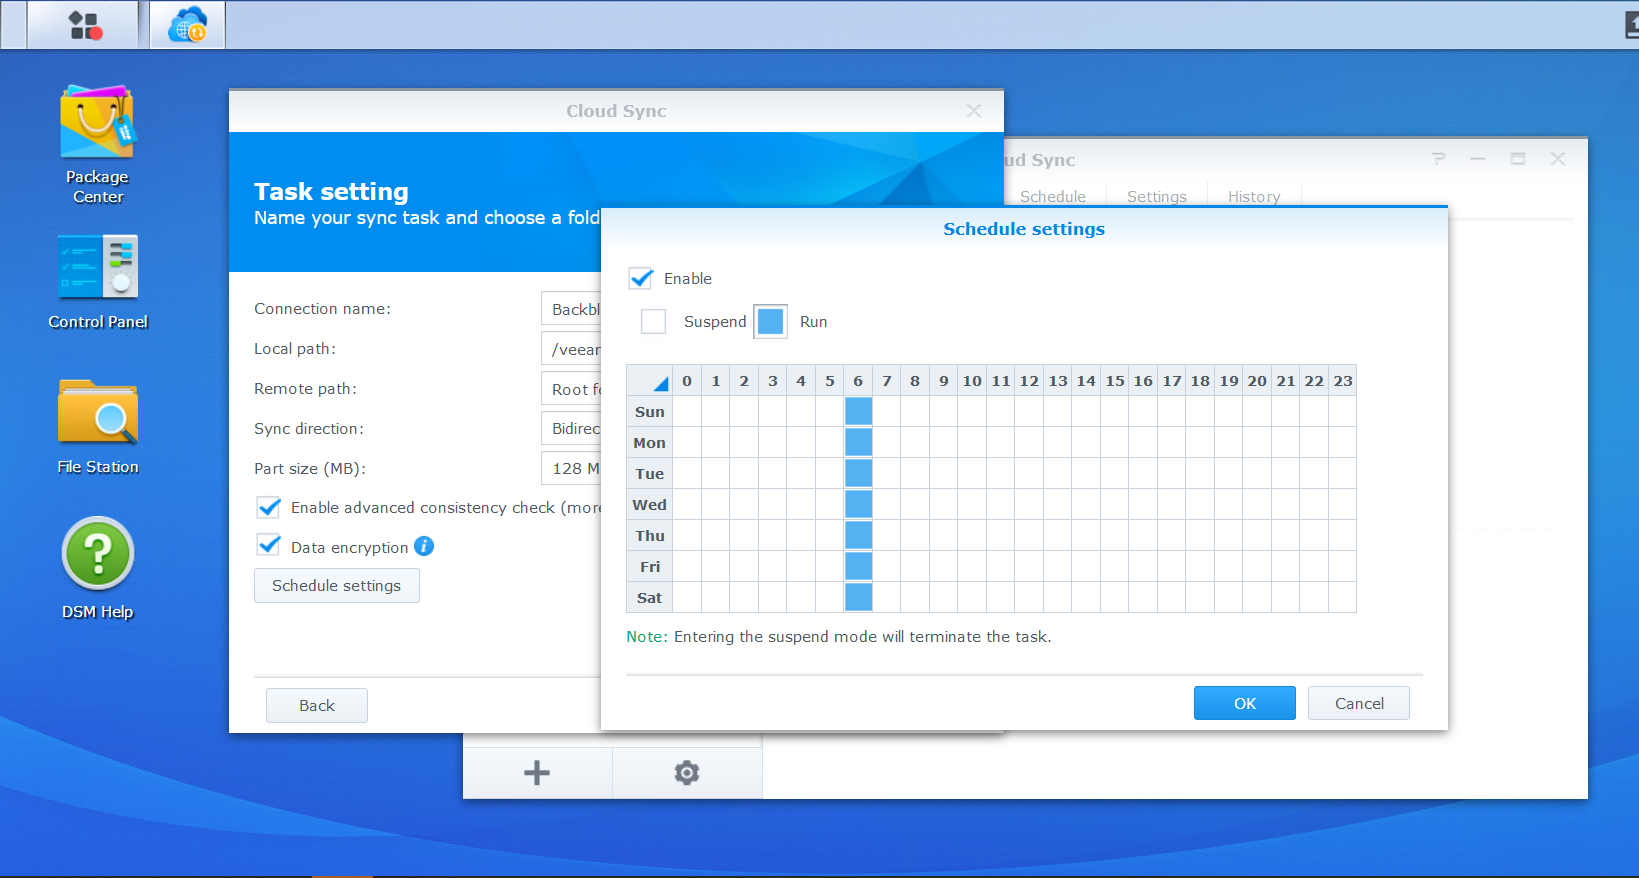 Package
Center
Control Panel
File Station
DSM Help
Cloud Sync
Task setting
Name your sync task and choose a fold
Connection name:
Backbl
Local path:
/veear
Remote path:
Root fo
Sync direction:
Bidirec
Part size (MB):
128 M
Enable advanced consistency check (more
Data encryption
Schedule settings
Back
ud Sync
Schedule
Settings
History
Schedule settings
Enable
Suspend
Run
0 1 2 3 4 5 6 7 8 9 10 11 12 13 14 15 16 17 18 19 20 21 22 23
Sun
Mon
Tue
Wed
Thu
Fri
Sat
Note: Entering the suspend mode will terminate the task.
OK
Cancel